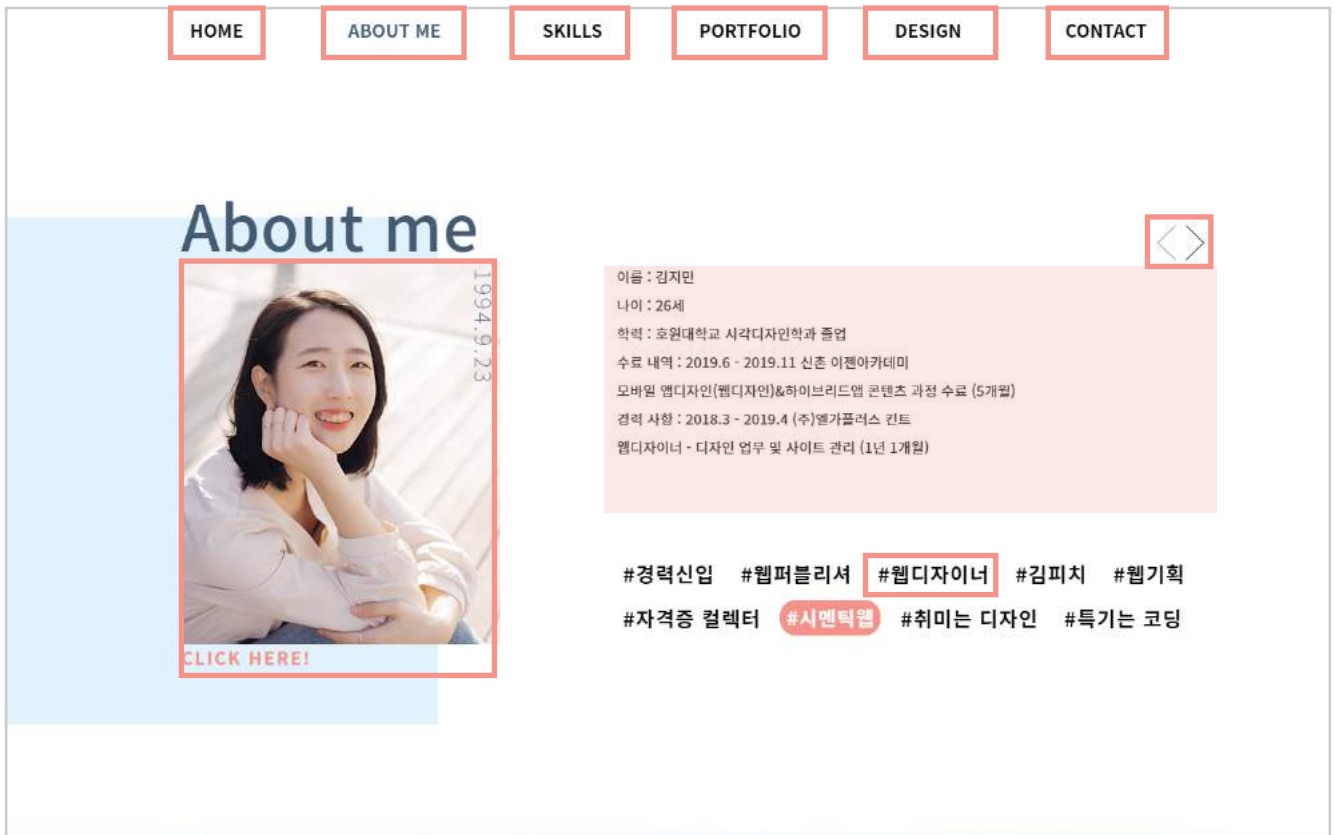 HOME ABOUT ME SKILLS PORTFOLIO DESIGN CONTACT
About me
1994.9.23
CLICK HERE!
이름 : 김지민
나이 : 26세
학력 : 호원대학교 시각디자인학과 졸업
수료 내역 : 2019.6 - 2019.11 신촌 이젠아카데미
모바일 앱디자인(웹디자인)&하이브리드앱 콘텐츠 과정 수료 (5개월)
경력 사항 : 2018.3 - 2019.4 (주)엘가플러스 킨트
웹디자이너 - 디자인 업무 및 사이트 관리 (1년 1개월)
#경력신입 #웹퍼블리셔 #웹디자이너 #김피치 #웹기획
#자격증 컬렉터 #시멘틱웹 #취미는 디자인 #특기는 코딩